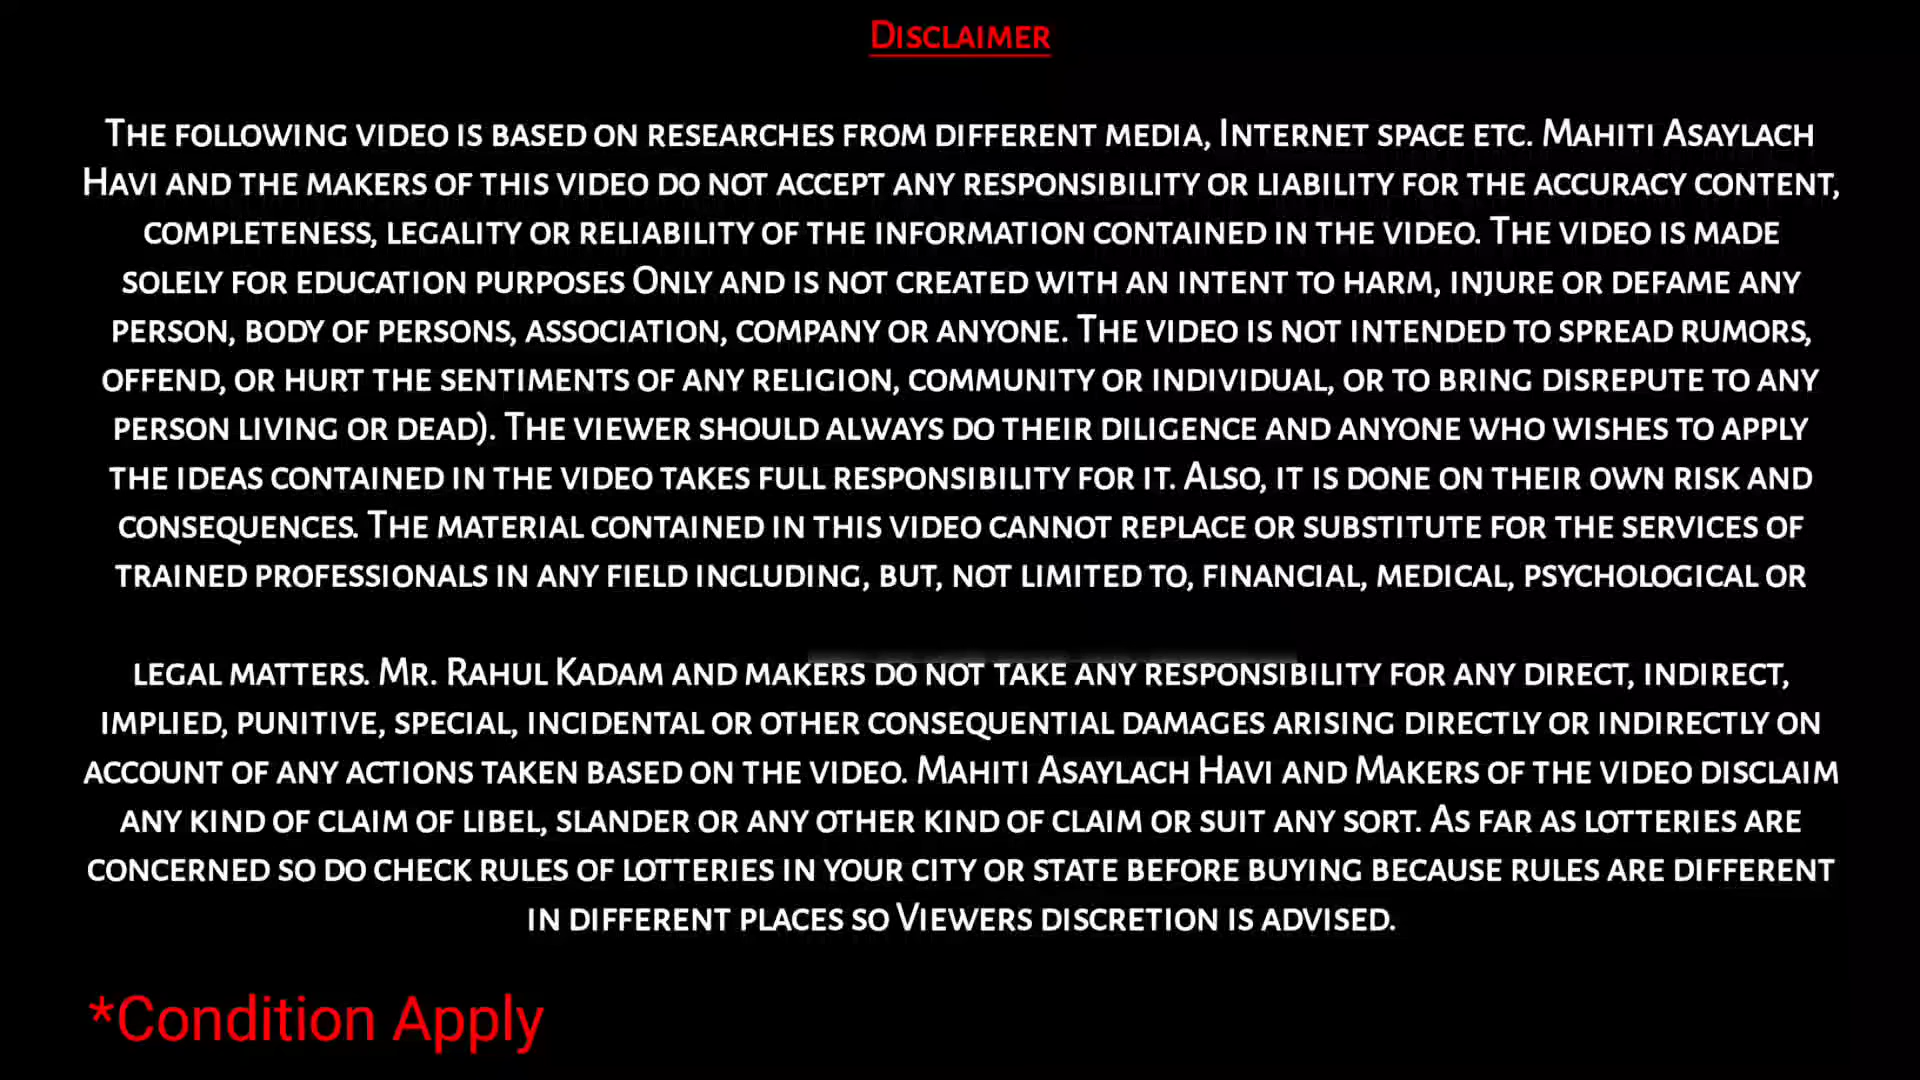 Disclaimer
The following video is based on researches from different media, Internet space etc. Mahiti Asaylach
Havi and the makers of this video do not accept any responsibility or liability for the accuracy content,
completeness, legality or reliability of the information contained in the video. The video is made
solely for education purposes Only and is not created with an intent to harm, injure or defame any
person, body of persons, association, company or anyone. The video is not intended to spread rumors,
offend, or hurt the sentiments of any religion, community or individual, or to bring disrepute to any
person living or dead). The viewer should always do their diligence and anyone who wishes to apply
the ideas contained in the video takes full responsibility for it. Also, it is done on their own risk and
consequences. The material contained in this video cannot replace or substitute for the services of
trained professionals in any field including, but, not limited to, financial, medical, psychological or
legal matters. Mr. Rahul Kadam and makers do not take any responsibility for any direct, indirect,
implied, punitive, special, incidental or other consequential damages arising directly or indirectly on
account of any actions taken based on the video. Mahiti Asaylach Havi and Makers of the video disclaim
any kind of claim of libel, slander or any other kind of claim or suit any sort. As far as lotteries are
concerned so do check rules of lotteries in your city or state before buying because rules are different
in different places so Viewers discretion is advised.
*Condition Apply